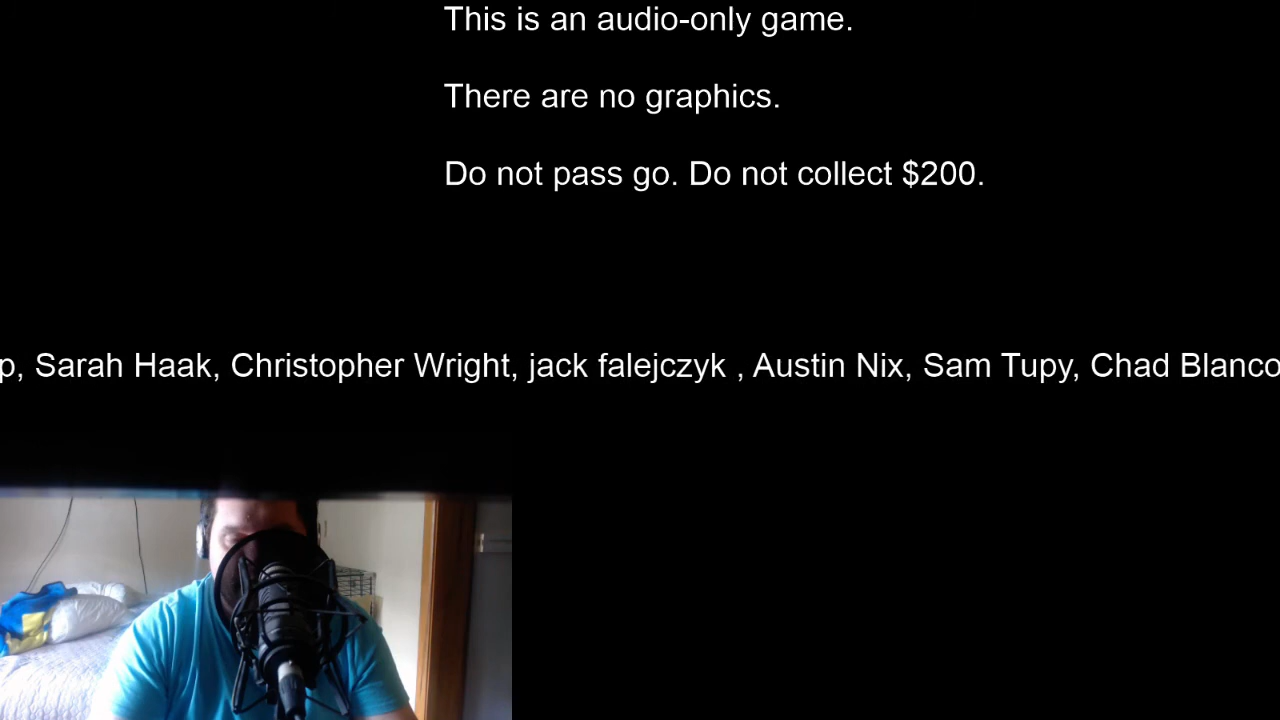 This is an audio-only game.
There are no graphics.
Do not pass go. Do not collect $200.
p, Sarah Haak, Christopher Wright, jack falejczyk , Austin Nix, Sam Tupy, Chad Blanco